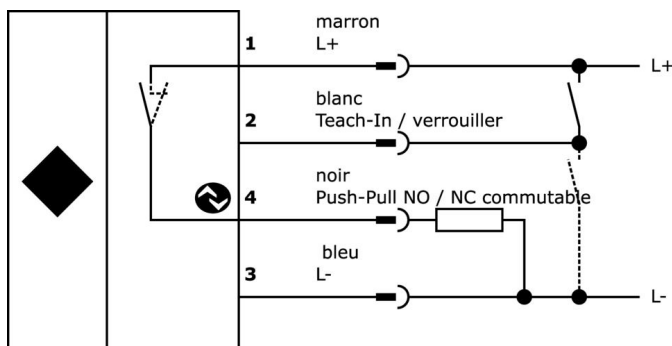 marron
1 L+ L+
blanc
2 Teach-In / verrouiller
noir
4 Push-Pull NO / NC commutable
bleu
3 L- L-